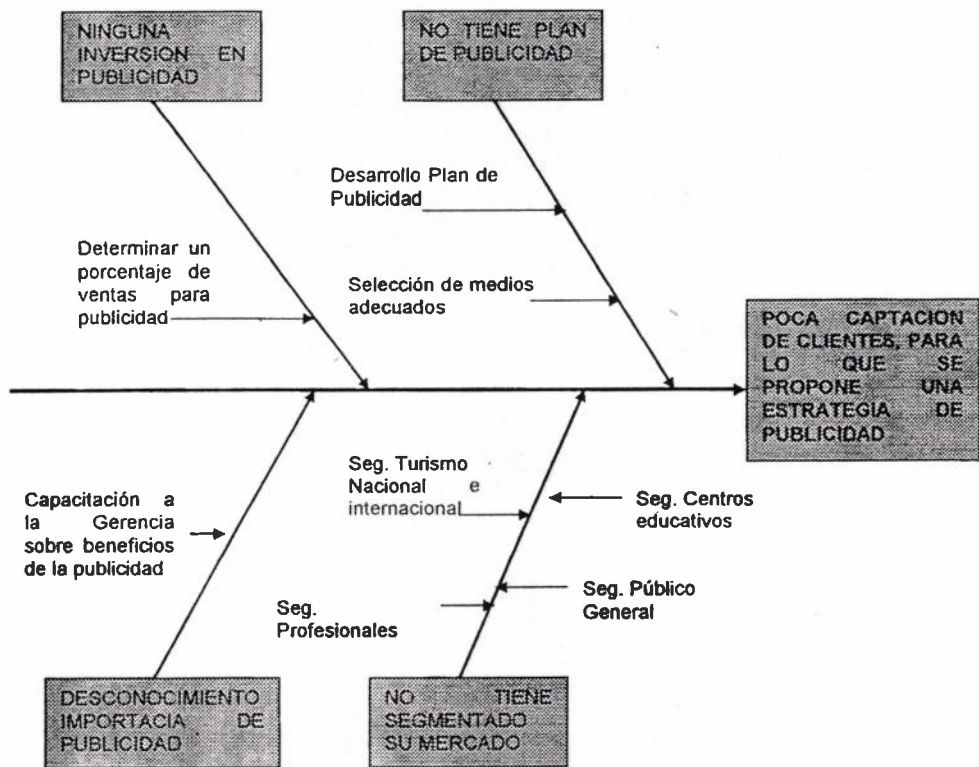 NINGUNA
INVERSION EN
PUBLICIDAD
NO TIENE PLAN
DE PUBLICIDAD
Desarrollo Plan de
Publicidad
Determinar un
porcentaje de
ventas para
publicidad
Selección de medios
adecuados
POCA CAPTACION
DE CLIENTES, PARA
LO QUE SE
PROPONE UNA
ESTRATEGIA DE
PUBLICIDAD
Seg. Turismo
Nacional e
internacional
Seg. Centros
educativos
Capacitación a
la Gerencia
sobre beneficios
de la publicidad
Seg. Público
General
Seg.
Profesionales
DESCONOCIMIENTO
IMPORTACIA DE
PUBLICIDAD
NO TIENE
SEGMENTADO
SU MERCADO